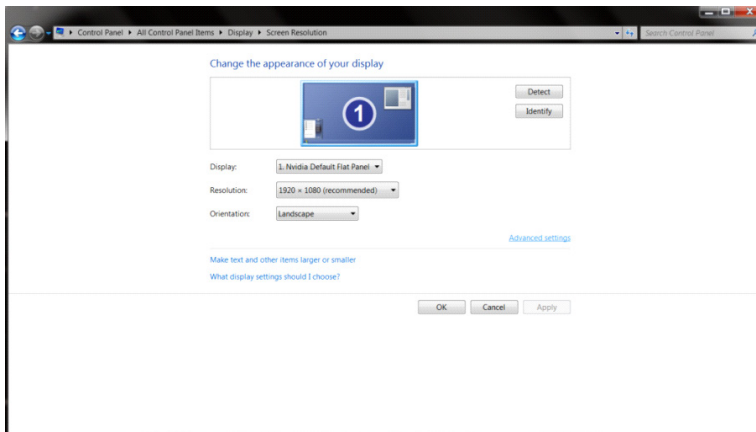 Control Panel ▸ All Control Panel Items ▸ Display ▸ Screen Resolution
Search Control Panel
Change the appearance of your display
1
Detect
Identify
Display: 1. Nvidia Default Flat Panel
Resolution: 1920 × 1080 (recommended)
Orientation: Landscape
Advanced settings
Make text and other items larger or smaller
What display settings should I choose?
OK Cancel Apply